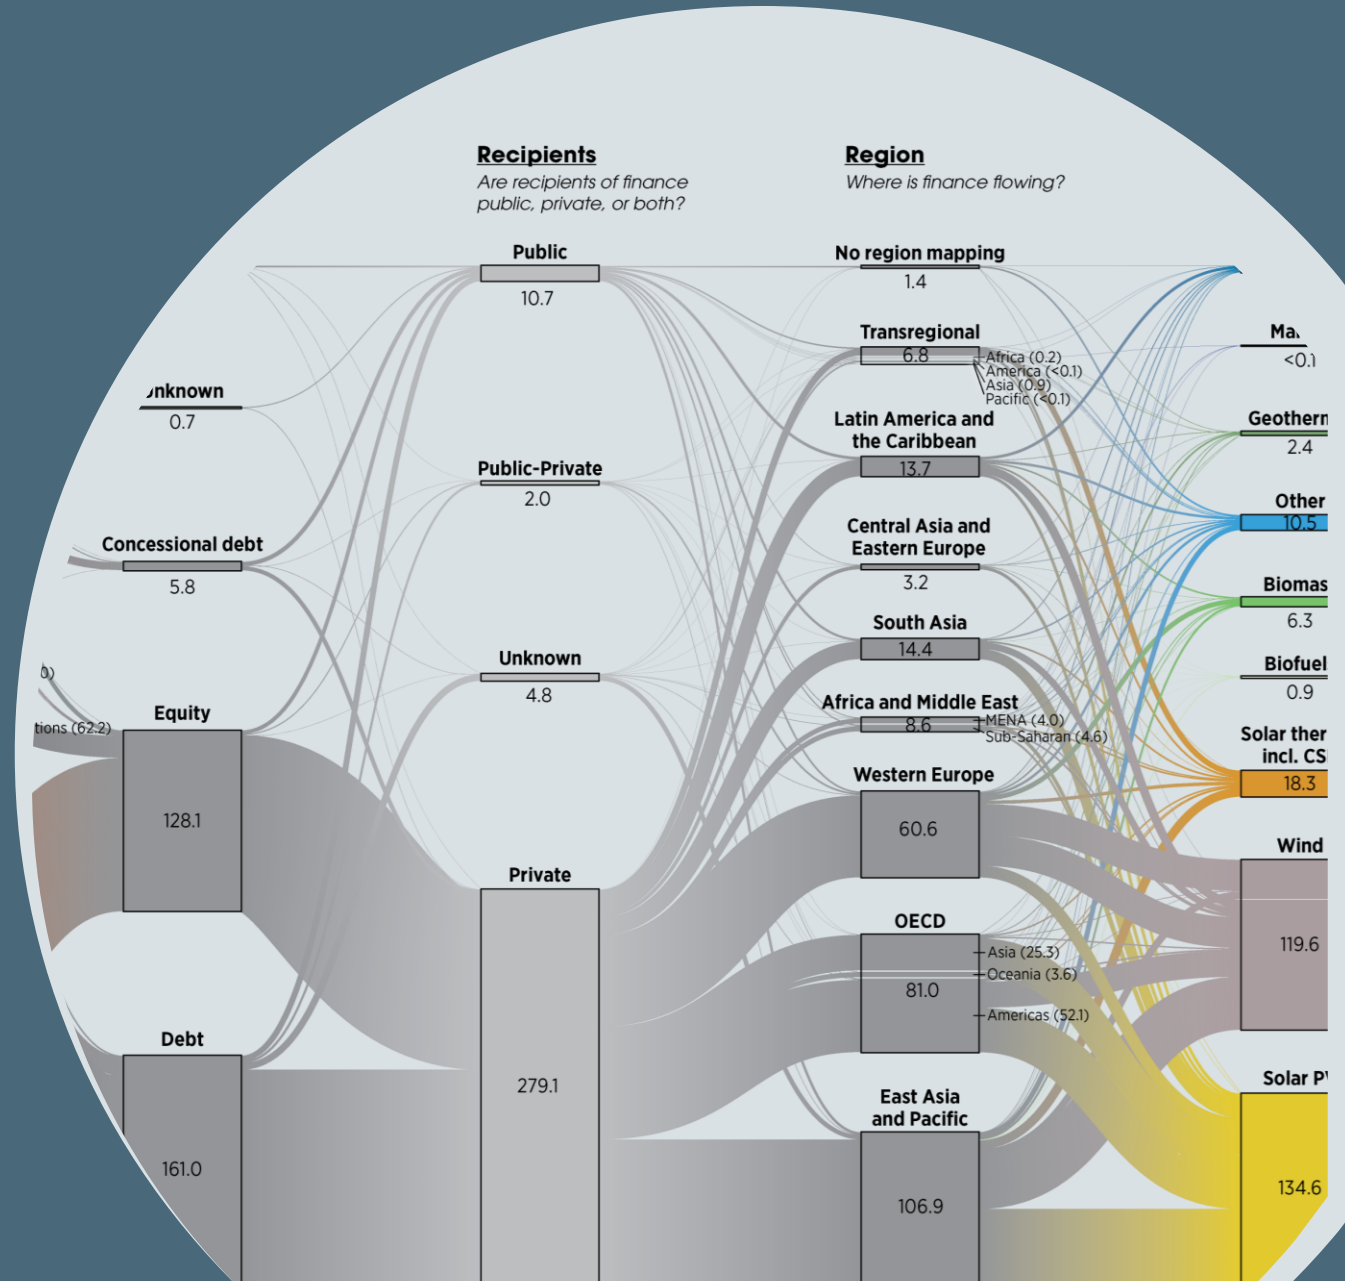 Recipients
Are recipients of finance
public, private, or both?
Region
Where is finance flowing?
0.7
Concessional debt
5.8
(62.2)
Equity
128.1
Debt
161.0
Public
10.7
Public-Private
2.0
Unknown
4.8
Private
279.1
No region mapping
1.4
Transregional
6.8
Africa (0.2)
America (<0.1)
Asia (0.9)
Pacific (<0.1)
Latin America and
the Caribbean
13.7
Central Asia and
Eastern Europe
3.2
South Asia
14.4
Africa and Middle East
8.6
MENA (4.0)
Sub-Saharan (4.6)
Western Europe
60.6
OECD
Asia (25.3)
Oceania (3.6)
81.0
Americas (52.1)
East Asia
and Pacific
106.9
<0.1
2.4
Other
10.5
6.3
0.9
Solar
incl.
18.3
Wind
119.6
Solar
134.6